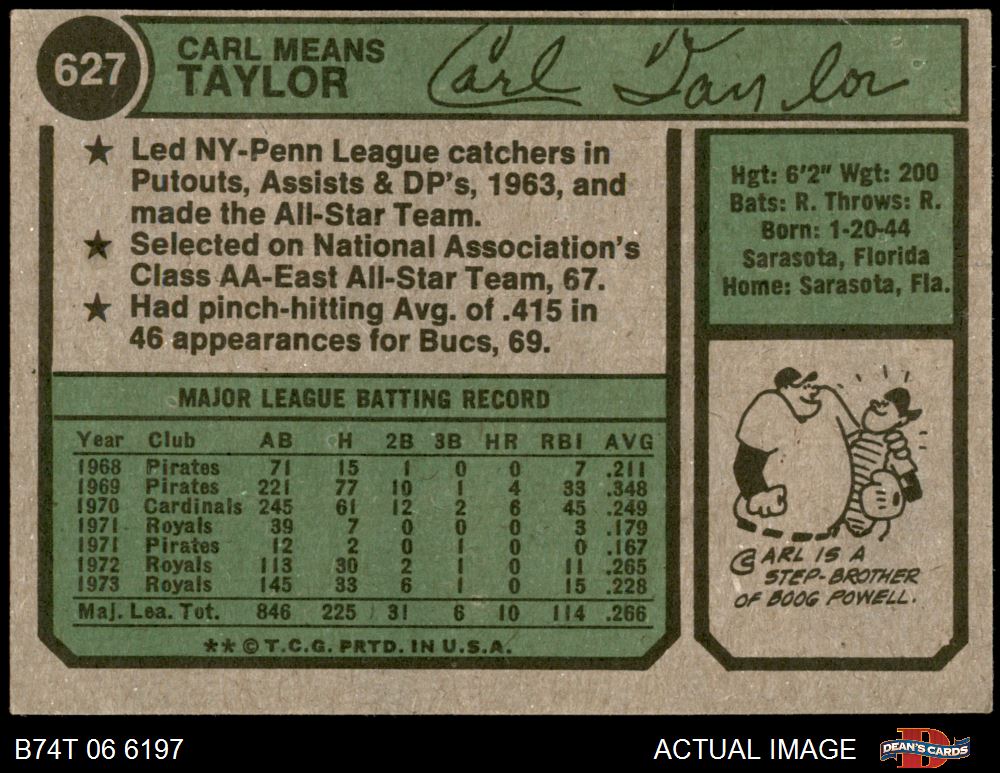 627
CARL MEANS
TAYLOR
Carl Taylor
★ Led NY-Penn League catchers in
Putouts, Assists & DP's, 1963, and
made the All-Star Team.
★ Selected on National Association's
Class AA-East All-Star Team, 67.
★ Had pinch-hitting Avg. of .415 in
46 appearances for Bucs, 69.
Hgt: 6'2" Wgt: 200
Bats: R. Throws: R.
Born: 1-20-44
Sarasota, Florida
Home: Sarasota, Fla.
MAJOR LEAGUE BATTING RECORD
Year Club AB H 2B 3B HR RBI AVG
1968 Pirates 71 15 1 0 0 7 .211
1969 Pirates 221 77 10 1 4 33 .348
1970 Cardinals 245 61 12 2 6 45 .249
1971 Royals 39 7 0 0 0 3 .179
1971 Pirates 12 2 0 1 0 0 .167
1972 Royals 113 30 2 1 0 11 .265
1973 Royals 145 33 6 1 0 15 .228
Maj. Lea. Tot. 846 225 31 6 10 114 .266
** © T.C.G. PRTD. IN U.S.A.
CARL IS A
STEP-BROTHER
OF BOOG POWELL.
B74T 06 6197
ACTUAL IMAGE
DEAN'S CARDS